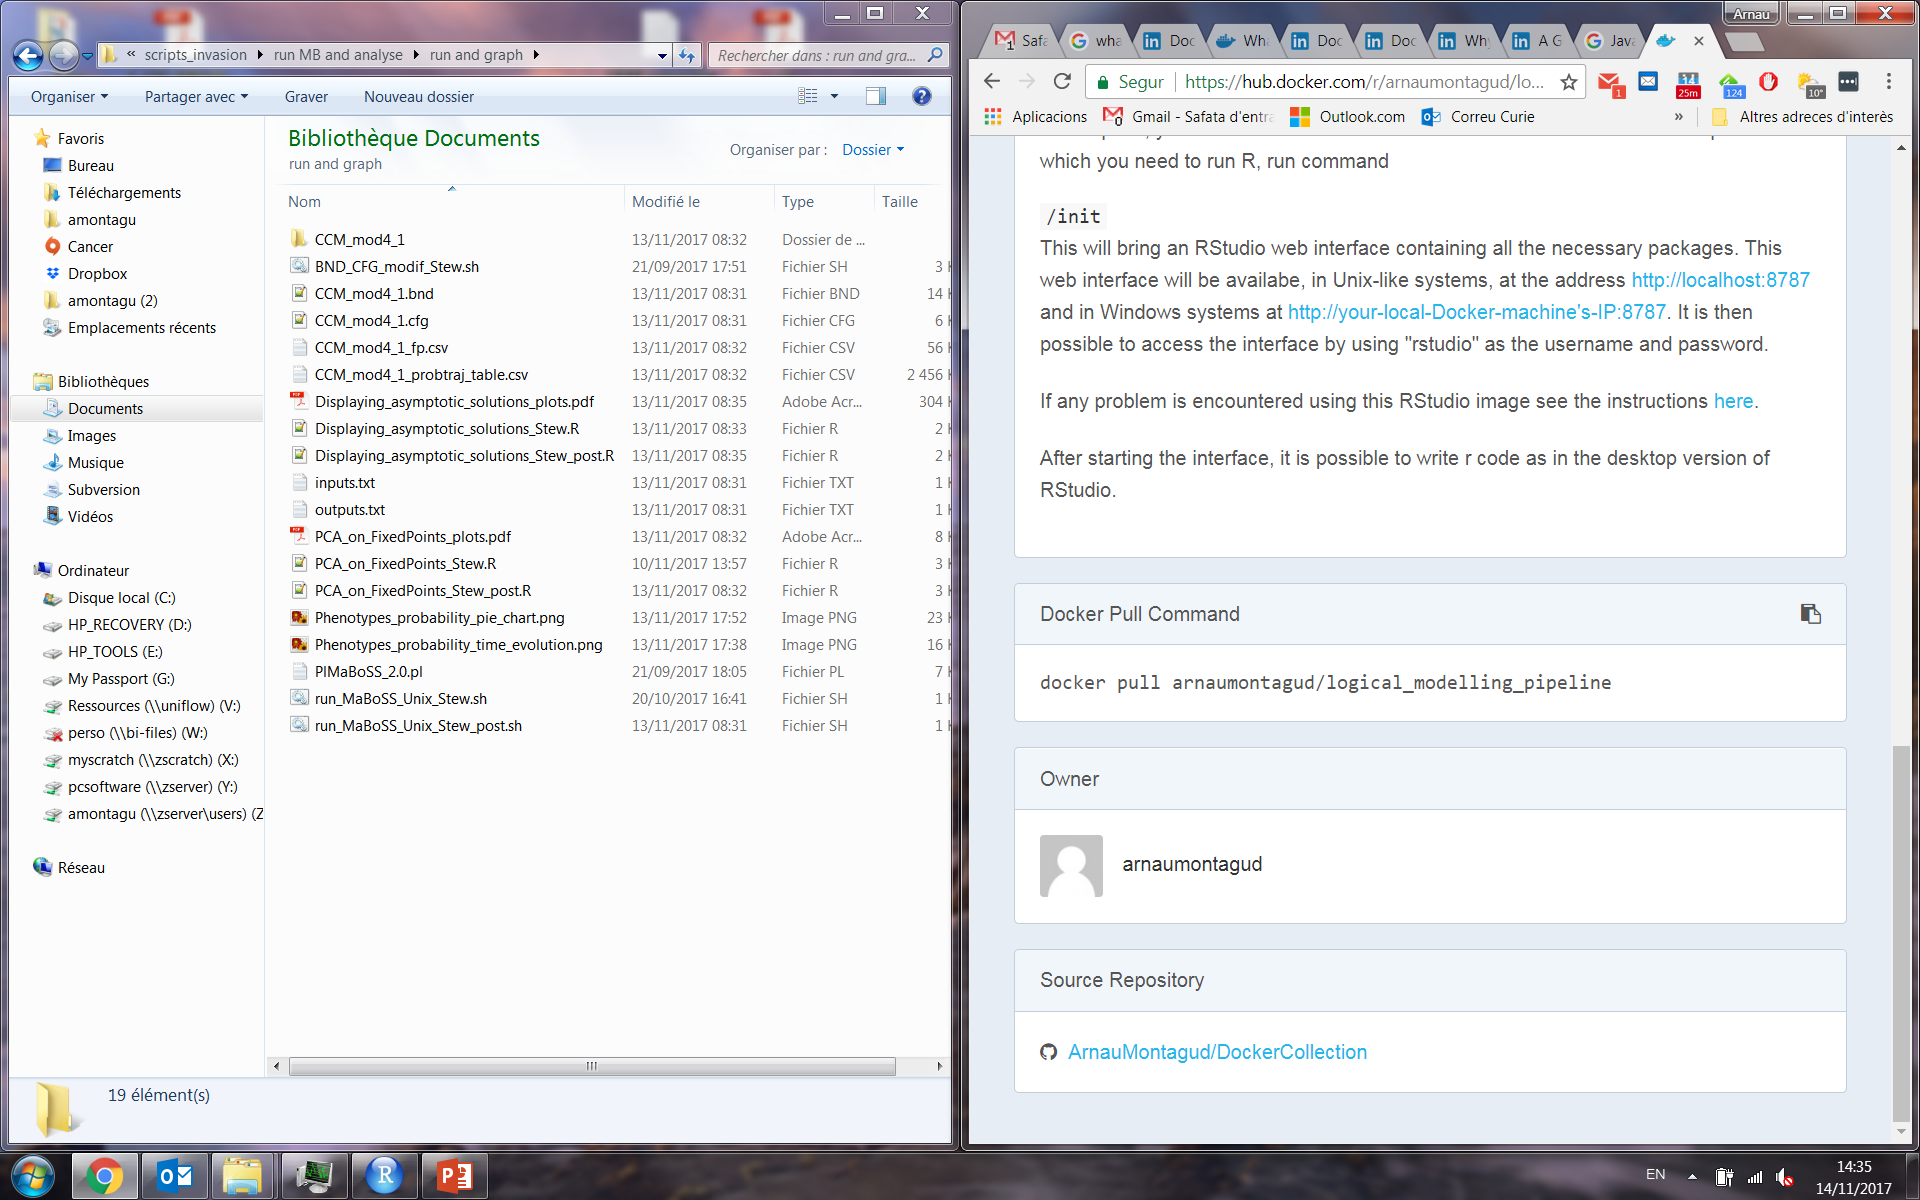 « scripts_invasion ▸ run MB and analyse ▸ run and graph ▸
Rechercher dans : run and gra...
Organiser
Partager avec
Graver
Nouveau dossier
Favoris
Bureau
Téléchargements
amontagu
Cancer
Dropbox
amontagu (2)
Emplacements récents
Bibliothèques
Documents
Images
Musique
Subversion
Vidéos
Ordinateur
Disque local (C:)
HP_RECOVERY (D:)
HP_TOOLS (E:)
My Passport (G:)
Ressources (\\uniflow) (V:)
perso (\\bi-files) (W:)
myscratch (\\zscratch) (X:)
pcsoftware (\\zserver) (Y:)
amontagu (\\zserver\users) (Z
Réseau
Bibliothèque Documents
run and graph
Organiser par : Dossier
Nom Modifié le Type Taille
CCM_mod4_1 13/11/2017 08:32 Dossier de ...
BND_CFG_modif_Stew.sh 21/09/2017 17:51 Fichier SH 3
CCM_mod4_1.bnd 13/11/2017 08:31 Fichier BND 14
CCM_mod4_1.cfg 13/11/2017 08:31 Fichier CFG 6
CCM_mod4_1_fp.csv 13/11/2017 08:32 Fichier CSV 56
CCM_mod4_1_probtraj_table.csv 13/11/2017 08:32 Fichier CSV 2 456
Displaying_asymptotic_solutions_plots.pdf 13/11/2017 08:35 Adobe Acr... 304
Displaying_asymptotic_solutions_Stew.R 13/11/2017 08:33 Fichier R 2
Displaying_asymptotic_solutions_Stew_post.R 13/11/2017 08:35 Fichier R 2
inputs.txt 13/11/2017 08:31 Fichier TXT 1
outputs.txt 13/11/2017 08:31 Fichier TXT 1
PCA_on_FixedPoints_plots.pdf 13/11/2017 08:32 Adobe Acr... 8
PCA_on_FixedPoints_Stew.R 10/11/2017 13:57 Fichier R 3
PCA_on_FixedPoints_Stew_post.R 13/11/2017 08:32 Fichier R 3
Phenotypes_probability_pie_chart.png 13/11/2017 17:52 Image PNG 23
Phenotypes_probability_time_evolution.png 13/11/2017 17:38 Image PNG 16
PlMaBoSS_2.0.pl 21/09/2017 18:05 Fichier PL 7
run_MaBoSS_Unix_Stew.sh 20/10/2017 16:41 Fichier SH 1
run_MaBoSS_Unix_Stew_post.sh 13/11/2017 08:31 Fichier SH 1
19 élément(s)
Arnau
Safa wha Doc Wha Doc Doc Why A G Java
Segur https://hub.docker.com/r/arnaumontagud/lo...
1 14 25m 124 10°
Aplicacions Gmail - Safata d'entra Outlook.com Correu Curie » Altres adreces d'interès
which you need to run R, run command
/init
This will bring an RStudio web interface containing all the necessary packages. This
web interface will be availabe, in Unix-like systems, at the address http://localhost:8787
and in Windows systems at http://your-local-Docker-machine's-IP:8787. It is then
possible to access the interface by using "rstudio" as the username and password.
If any problem is encountered using this RStudio image see the instructions here.
After starting the interface, it is possible to write r code as in the desktop version of
RStudio.
Docker Pull Command
docker pull arnaumontagud/logical_modelling_pipeline
Owner
arnaumontagud
Source Repository
ArnauMontagud/DockerCollection
EN
14:35
14/11/2017